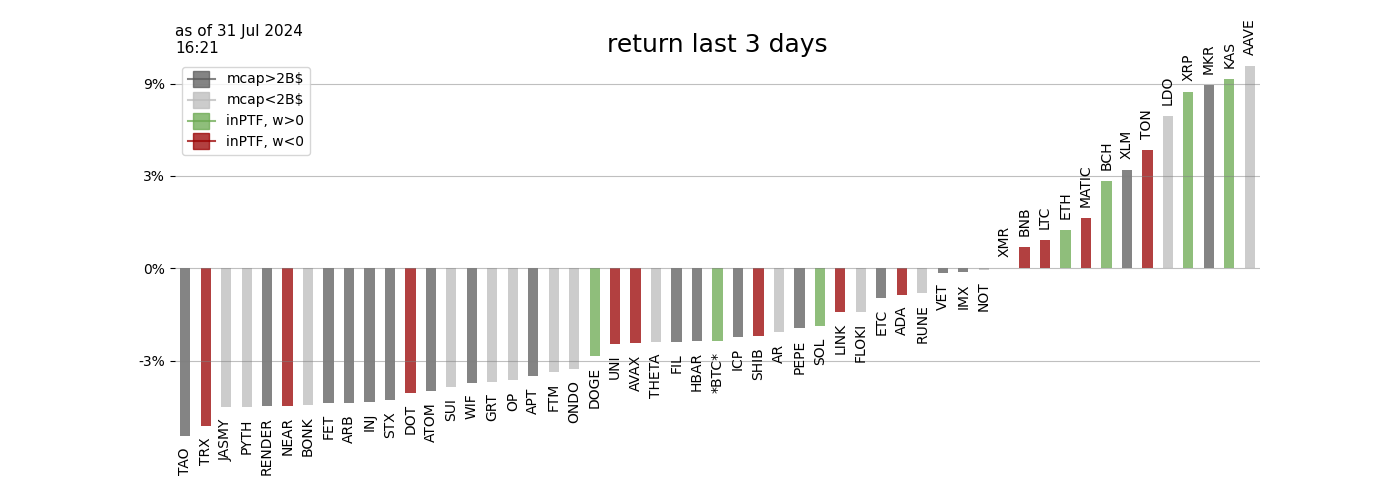 as of 31 Jul 2024
16:21
return last 3 days
mcap>2B$
mcap<2B$
inPTF, w>0
inPTF, w<0
9%
3%
0%
-3%
TAO
TRX
JASMY
PYTH
RENDER
NEAR
BONK
FET
ARB
INJ
STX
DOT
ATOM
SUI
WIF
GRT
OP
APT
FTM
ONDO
DOGE
UNI
AVAX
THETA
FIL
HBAR
*BTC*
ICP
SHIB
AR
PEPE
SOL
LINK
FLOKI
ETC
ADA
RUNE
VET
IMX
NOT
XMR
BNB
LTC
ETH
MATIC
BCH
XLM
TON
LDO
XRP
MKR
KAS
AAVE